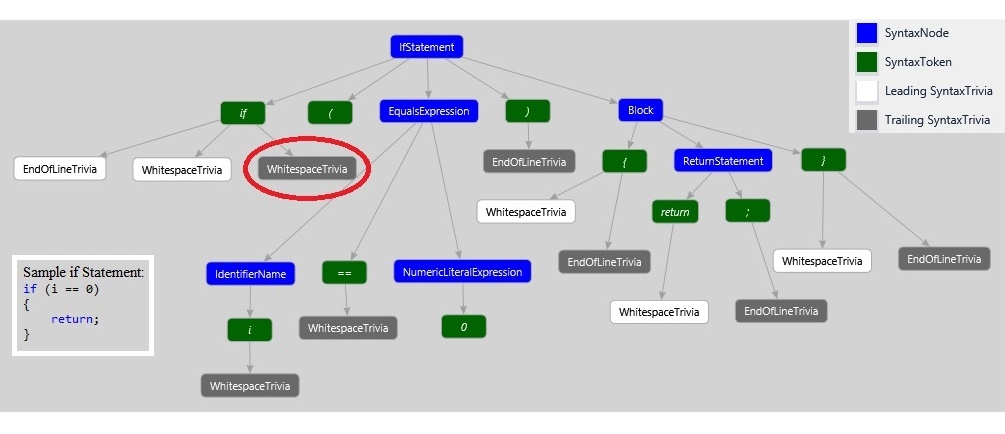 IfStatement
SyntaxNode
SyntaxToken
Leading SyntaxTrivia
Trailing SyntaxTrivia
if
(
EqualsExpression
)
Block
EndOfLineTrivia
WhitespaceTrivia
WhitespaceTrivia
EndOfLineTrivia
{
ReturnStatement
}
WhitespaceTrivia
return
;
EndOfLineTrivia
WhitespaceTrivia
EndOfLineTrivia
IdentifierName
==
NumericLiteralExpression
WhitespaceTrivia
EndOfLineTrivia
i
WhitespaceTrivia
0
WhitespaceTrivia
Sample if Statement:
if (i == 0)
{
    return;
}